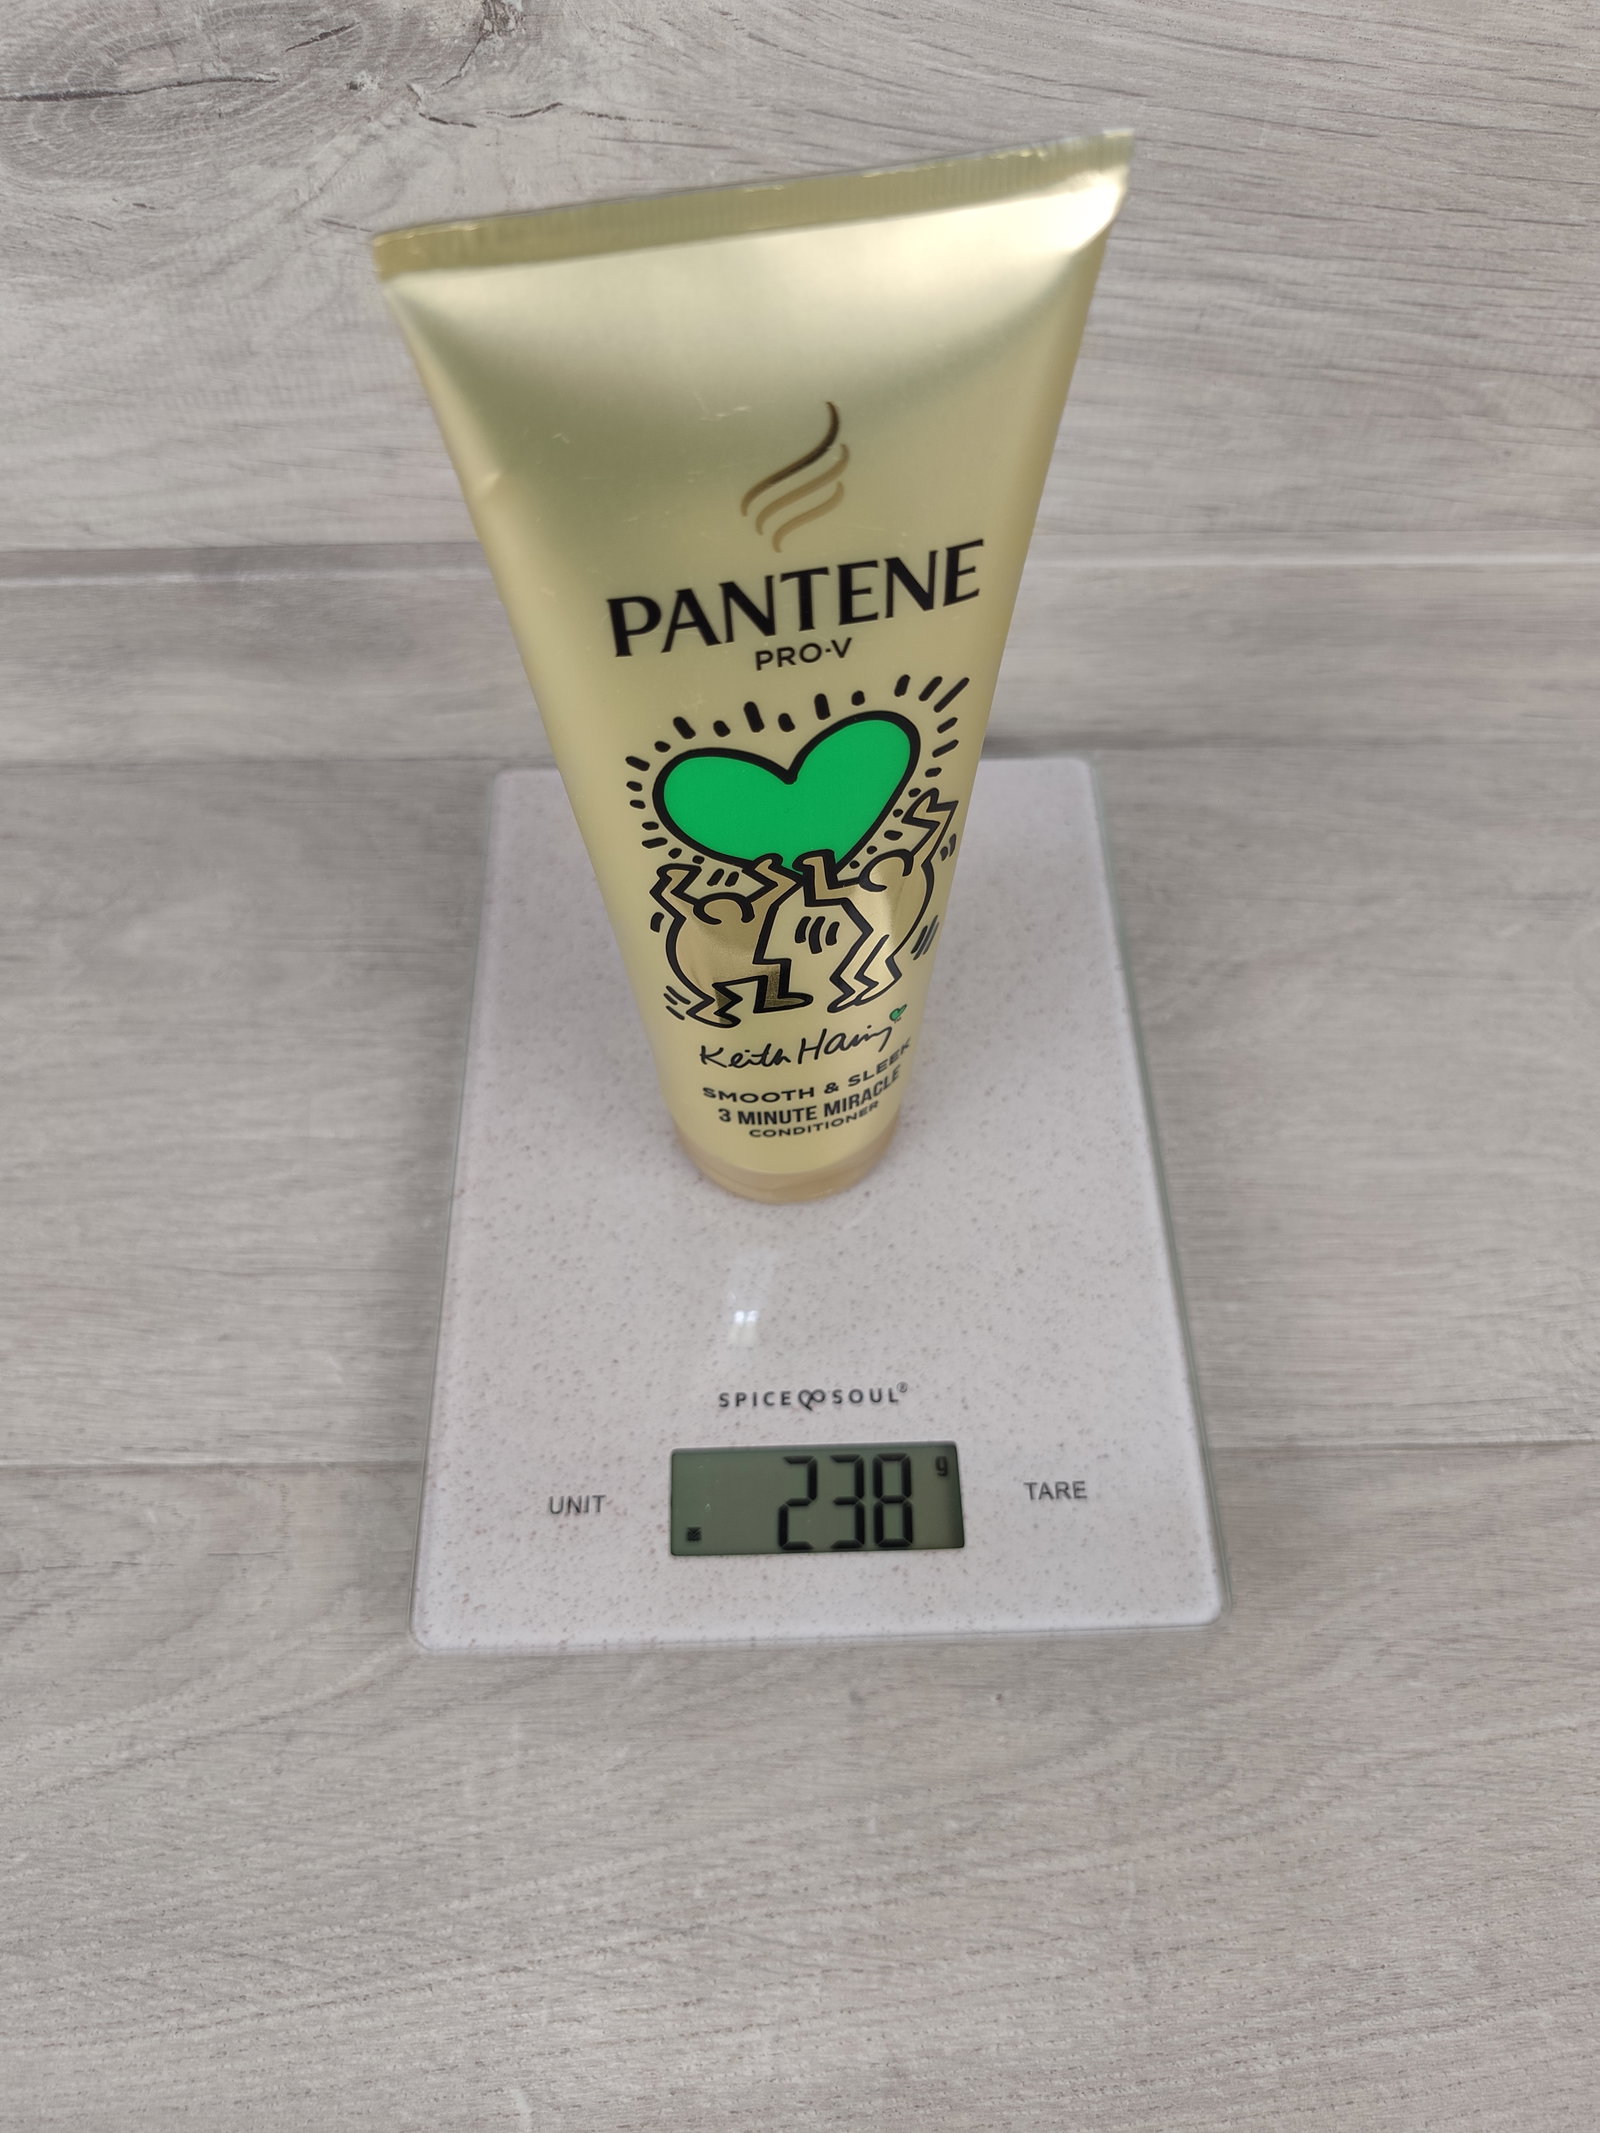 PANTENE
PRO-V
Keith Haring
SMOOTH & SLEEK
3 MINUTE MIRACLE
CONDITIONER
SPICE SOUL®
238 g
UNIT
TARE